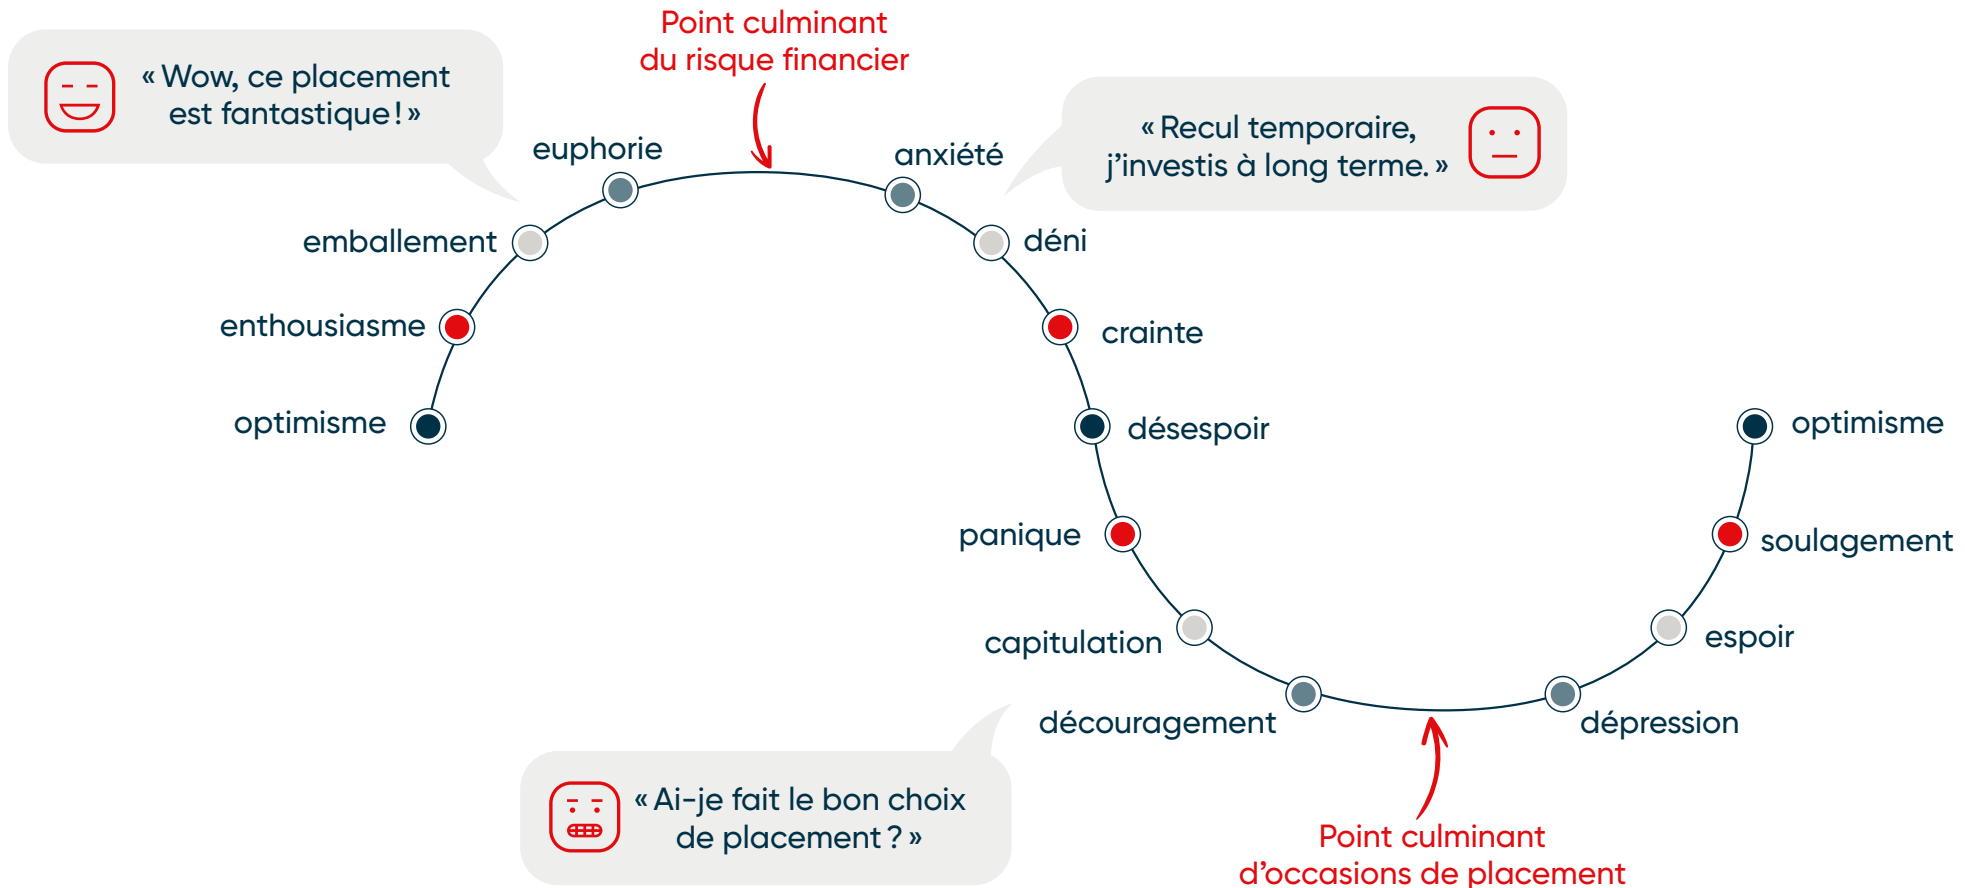 Point culminant
du risque financier
« Wow, ce placement
est fantastique ! »
« Recul temporaire,
j’investis à long terme. »
euphorie
anxiété
emballement
déni
enthousiasme
crainte
optimisme
désespoir
optimisme
panique
soulagement
capitulation
espoir
découragement
dépression
« Ai-je fait le bon choix
de placement ? »
Point culminant
d’occasions de placement